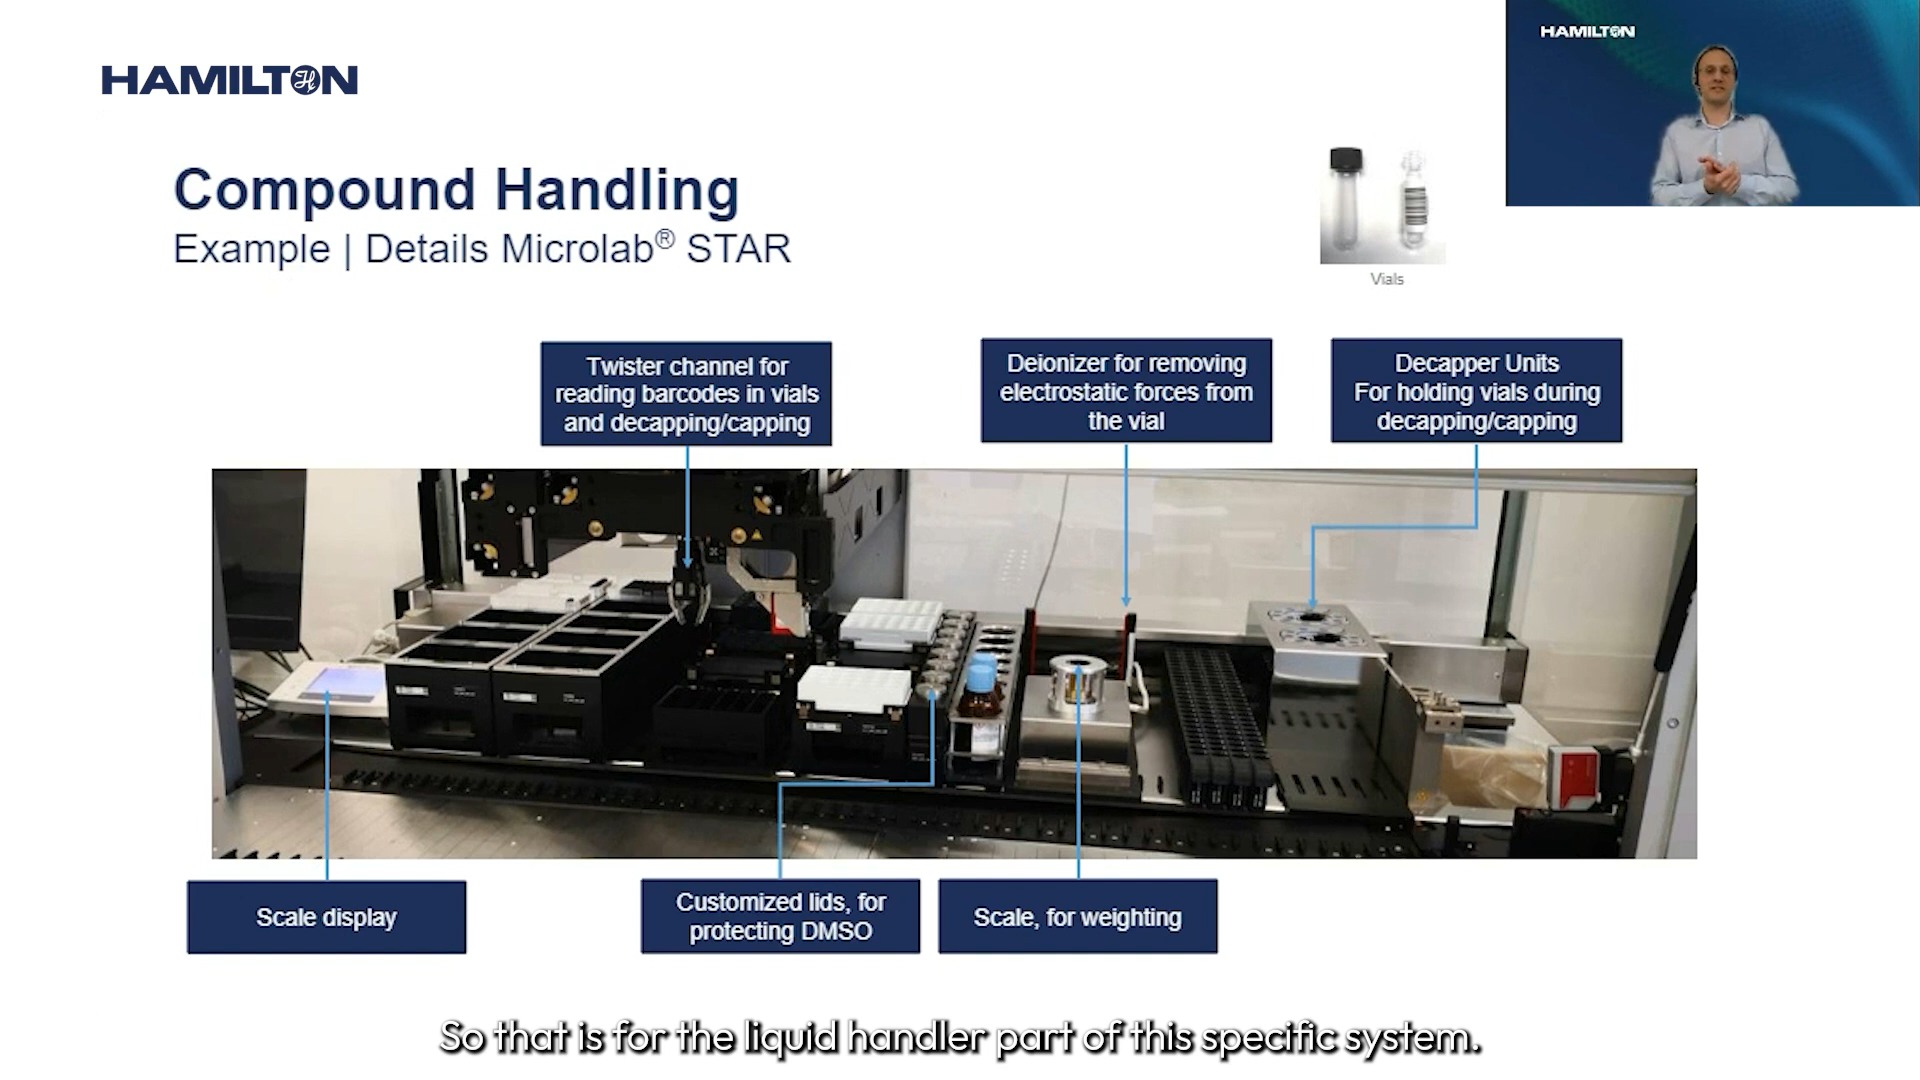 HAMILTON
HAMILTON
Compound Handling
Example | Details Microlab® STAR
Vials
Twister channel for
reading barcodes in vials
and decapping/capping
Deionizer for removing
electrostatic forces from
the vial
Decapper Units
For holding vials during
decapping/capping
Scale display
Customized lids, for
protecting DMSO
Scale, for weighting
So that is for the liquid handler part of this specific system.